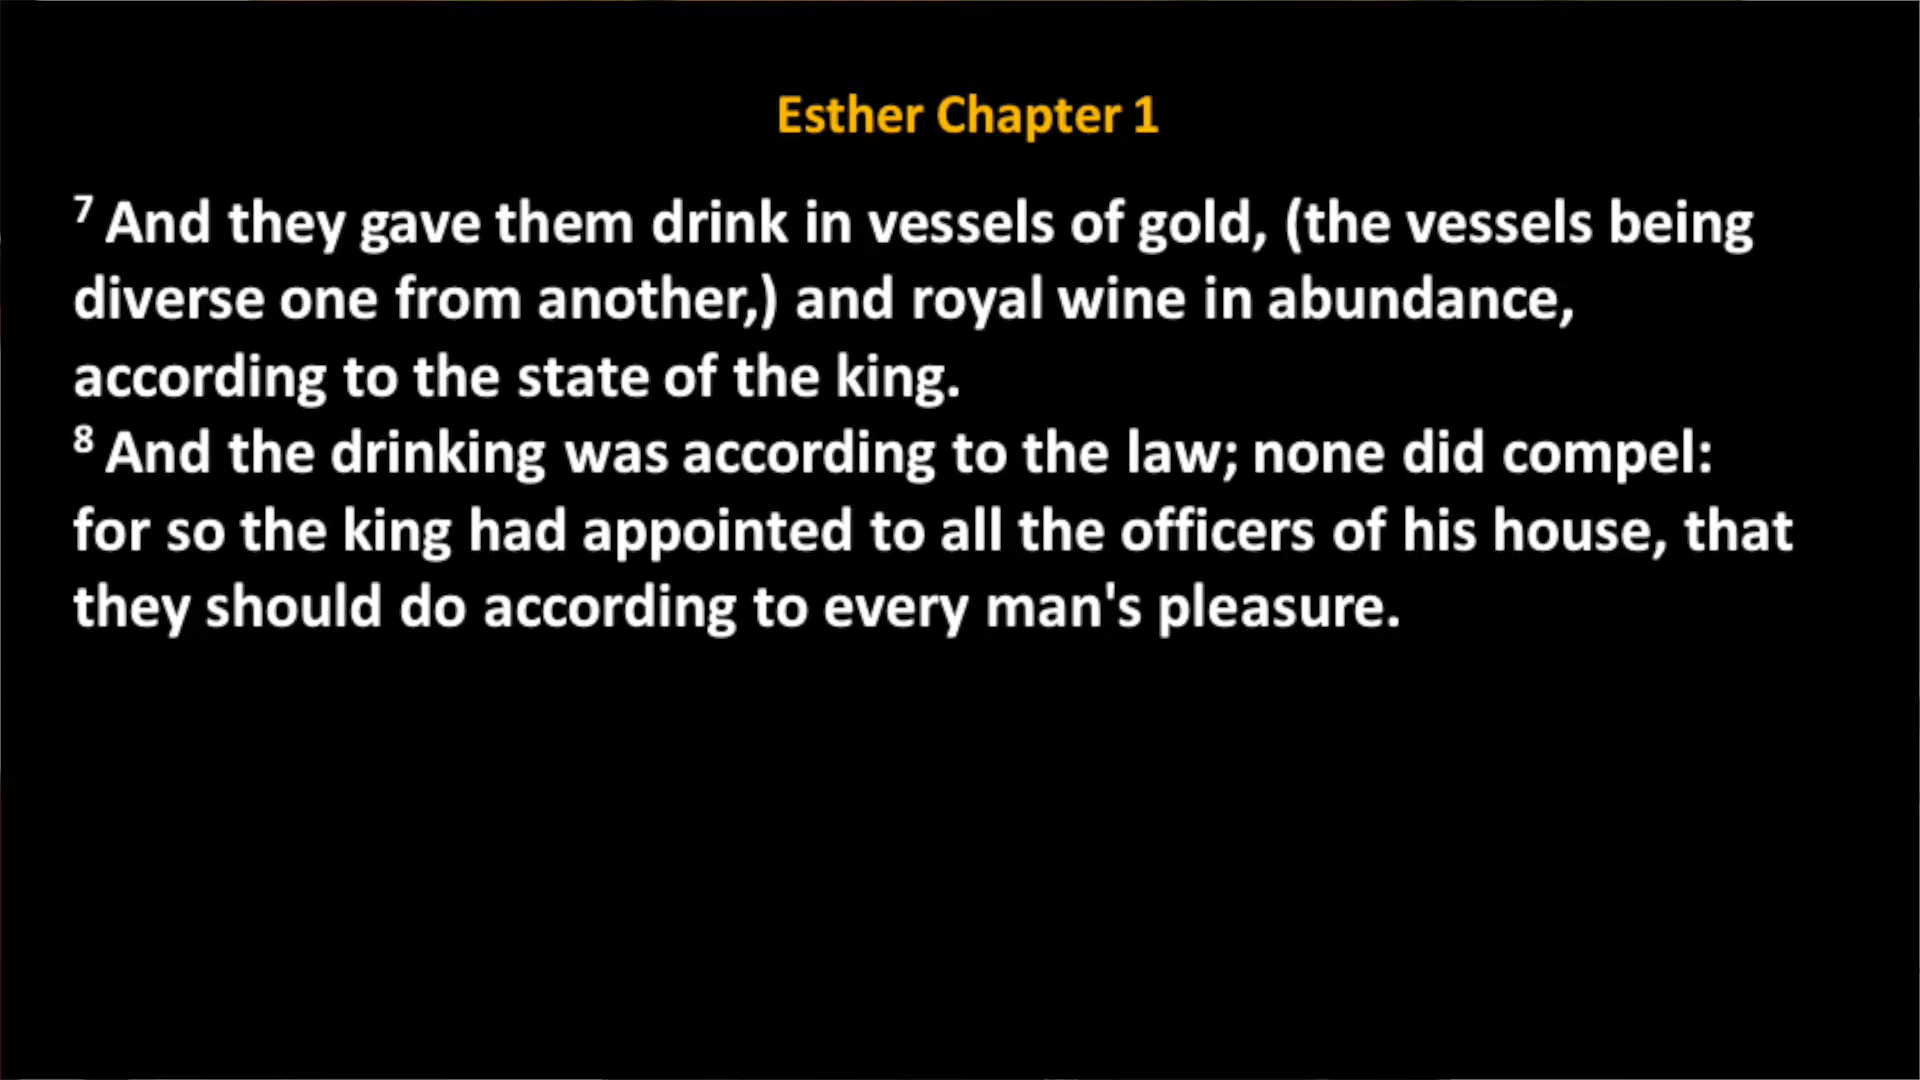 Esther Chapter 1
7 And they gave them drink in vessels of gold, (the vessels being
diverse one from another,) and royal wine in abundance,
according to the state of the king.
8 And the drinking was according to the law; none did compel:
for so the king had appointed to all the officers of his house, that
they should do according to every man's pleasure.